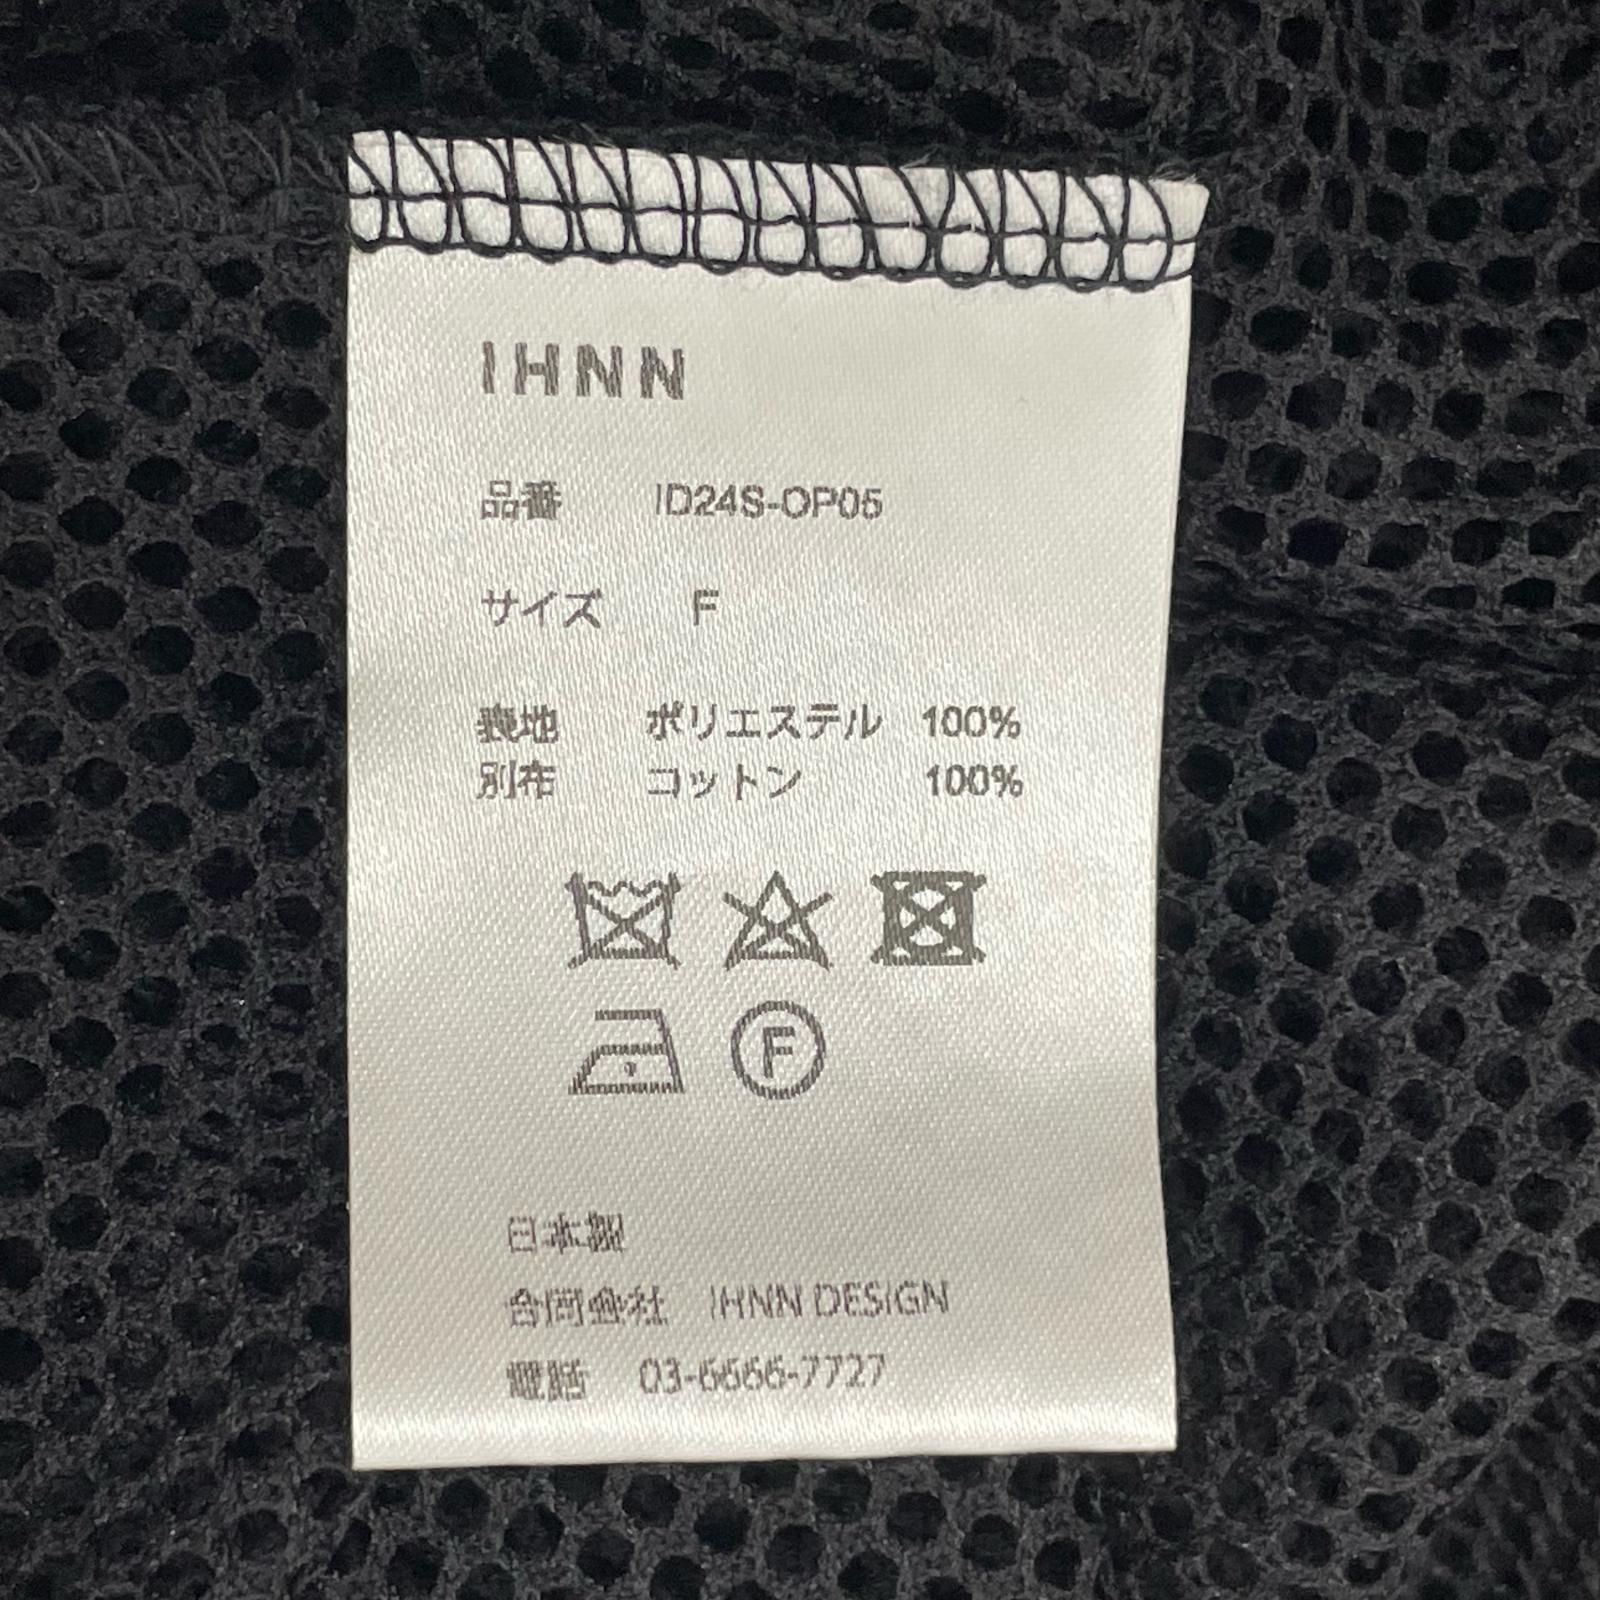 IHNN
品番 ID24S-OP05
サイズ F
表地 ポリエステル 100%
別布 コットン 100%
F
日本製
合同会社 IHNN DESIGN
電話 03-6666-7727